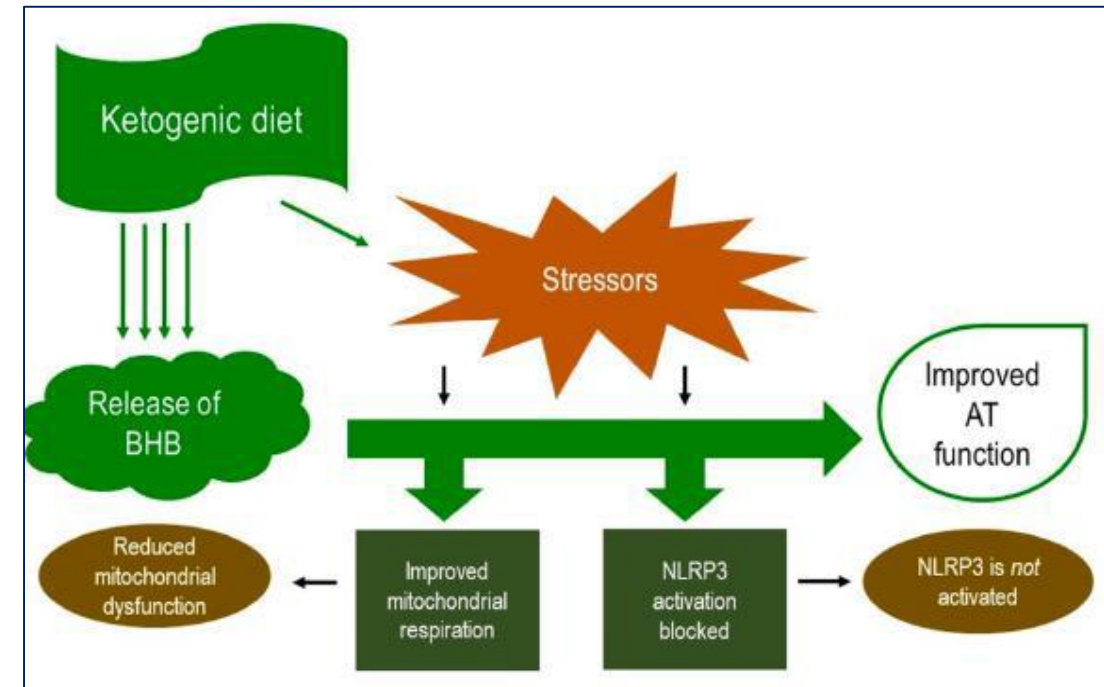 Ketogenic diet
Stressors
Release of
BHB
Improved
AT
function
Reduced
mitochondrial
dysfunction
Improved
mitochondrial
respiration
NLRP3
activation
blocked
NLRP3 is not
activated